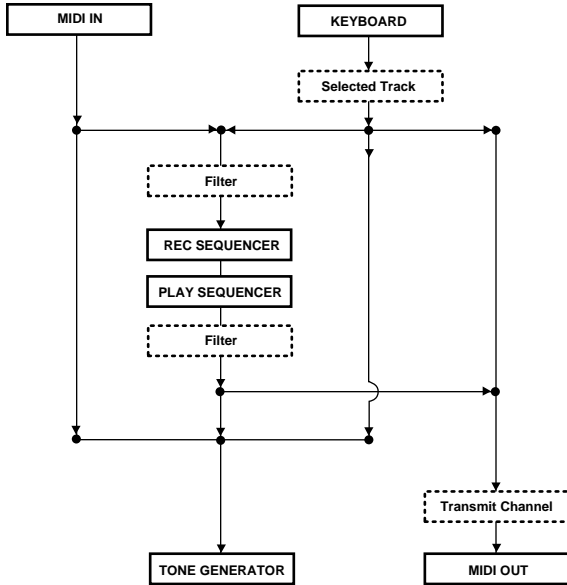 MIDI IN
KEYBOARD
Selected Track
Filter
REC SEQUENCER
PLAY SEQUENCER
Filter
Transmit Channel
TONE GENERATOR
MIDI OUT